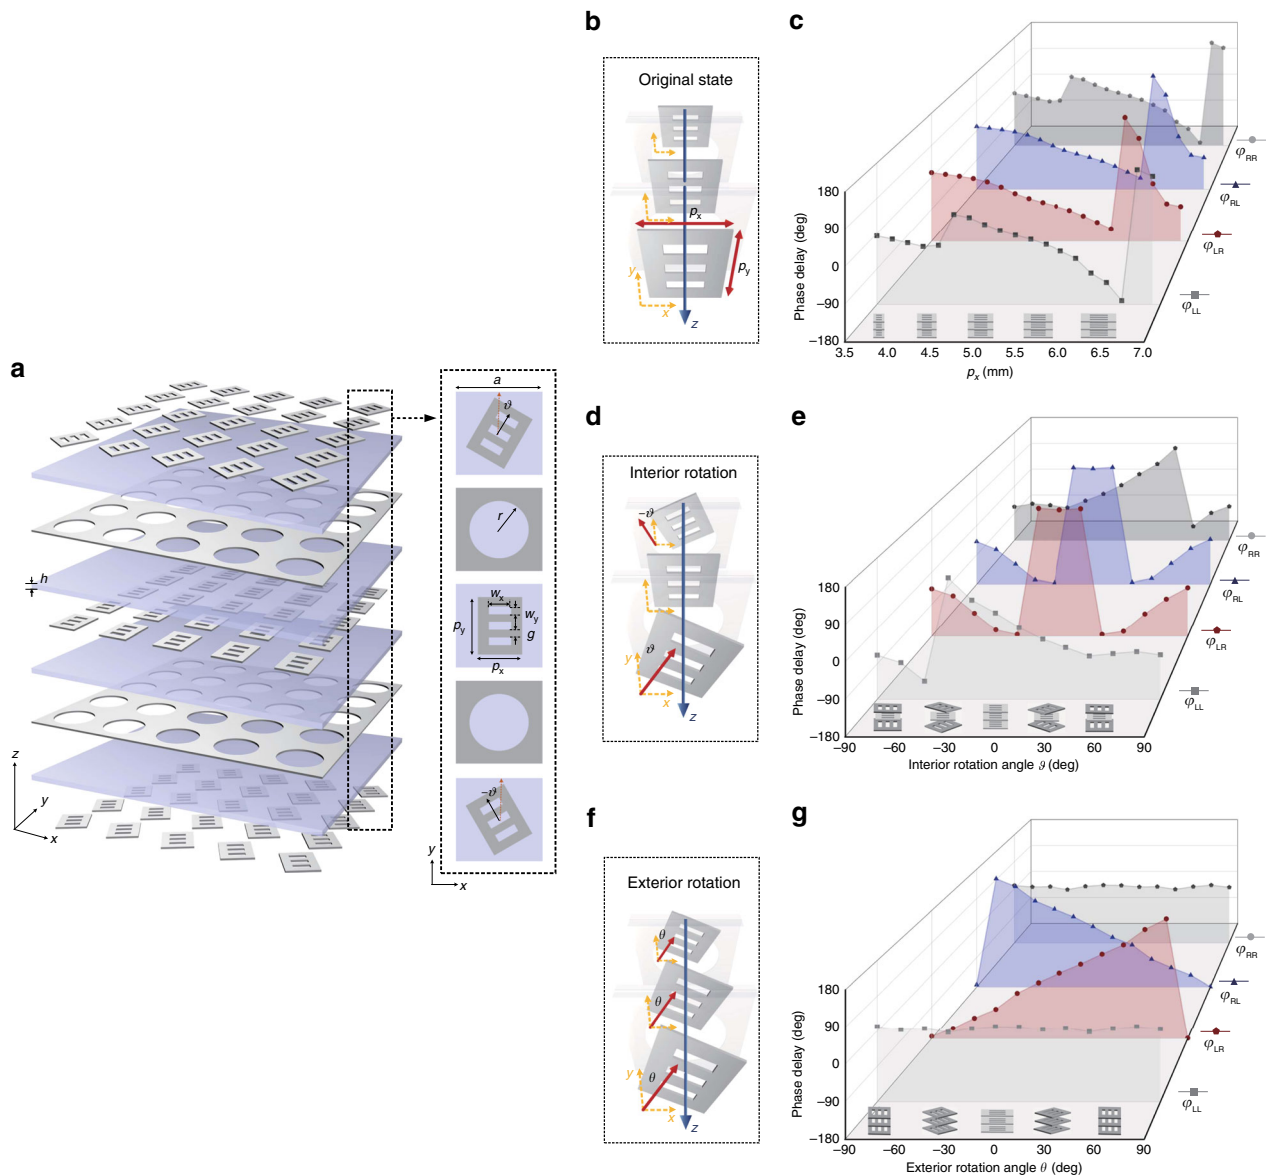 a
h
z
y
x
a
ϑ
r
wx
wy
py
g
px
−ϑ
y
x
b
Original state
px
py
y
x
z
c
Phase delay (deg)
180
90
0
−90
−180
3.5
4.0
4.5
5.0
5.5
6.0
6.5
7.0
px (mm)
φRR
φRL
φLR
φLL
d
Interior rotation
−ϑ
ϑ
y
x
z
e
Phase delay (deg)
180
90
0
−90
−180
−90
−60
−30
0
30
60
90
Interior rotation angle ϑ (deg)
φRR
φRL
φLR
φLL
f
Exterior rotation
θ
θ
θ
y
x
z
g
Phase delay (deg)
180
90
0
−90
−180
−90
−60
−30
0
30
60
90
Exterior rotation angle θ (deg)
φRR
φRL
φLR
φLL